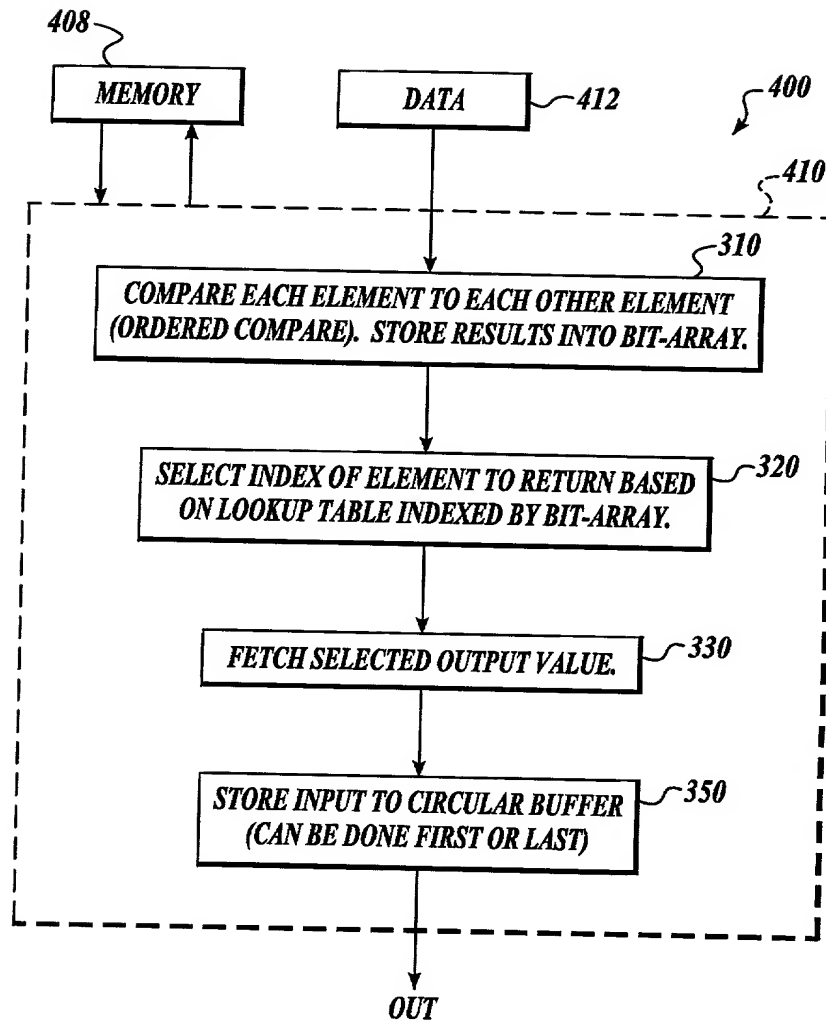 408
MEMORY
DATA
412
400
410
310
COMPARE EACH ELEMENT TO EACH OTHER ELEMENT
(ORDERED COMPARE). STORE RESULTS INTO BIT-ARRAY.
320
SELECT INDEX OF ELEMENT TO RETURN BASED
ON LOOKUP TABLE INDEXED BY BIT-ARRAY.
FETCH SELECTED OUTPUT VALUE.
330
STORE INPUT TO CIRCULAR BUFFER
(CAN BE DONE FIRST OR LAST)
350
OUT